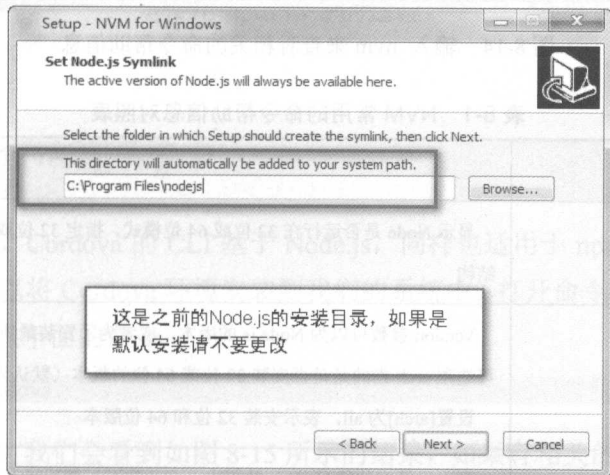 Setup - NVM for Windows
Set Node.js Symlink
The active version of Node.js will always be available here.
Select the folder in which Setup should create the symlink, then click Next.
This directory will automatically be added to your system path.
C:\Program Files\nodejs
Browse...
这是之前的Node.js的安装目录，如果是
默认安装请不要更改
< Back
Next >
Cancel